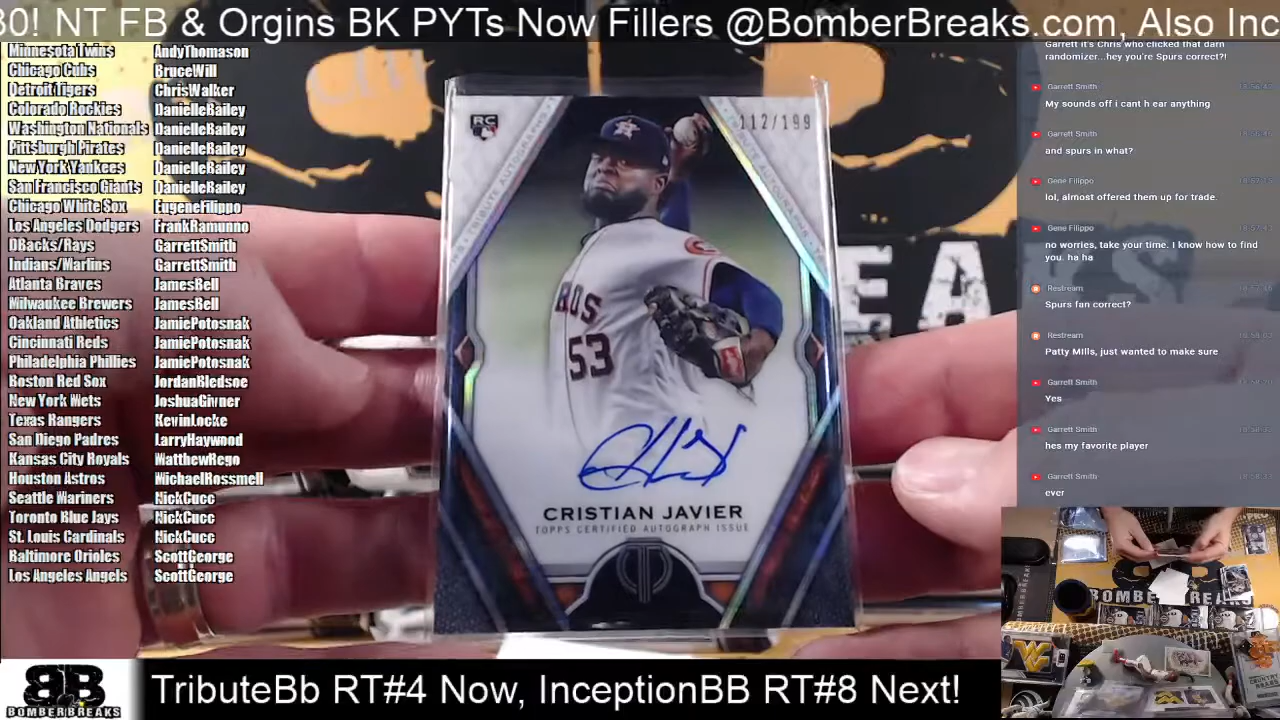 30! NT FB & Orgins BK PYTs Now Fillers @BomberBreaks.com, Also Inc
Minnesota Twins AndyThomason
Chicago Cubs BruceWill
Detroit Tigers ChrisWalker
Colorado Rockies DanielleRailey
Washington Nationals DanielleRailey
Pittsburgh Pirates DanielleRailey
New York Yankees DanielleRailey
San Francisco Giants DanielleRailey
Chicago White Sox EugeneFilippo
Los Angeles Dodgers FrankRamunno
DBacks/Rays GarrettSmith
Indians/Marlins GarrettSmith
Atlanta Braves JamesBell
Milwaukee Brewers JamesBell
Oakland Athletics JamiePotosnak
Cincinnati Reds JamiePotosnak
Philadelphia Phillies JamiePotosnak
Boston Red Sox JordanBledsoe
New York Mets JoshuaGivner
Texas Rangers KevinLocke
San Diego Padres LarryHaywood
Kansas City Royals MatthewRego
Houston Astros MichaelRossmell
Seattle Mariners NickCucc
Toronto Blue Jays NickCucc
St. Louis Cardinals NickCucc
Baltimore Orioles ScottGeorge
Los Angeles Angels ScottGeorge
RC
112/199
ROS
53
CRISTIAN JAVIER
TOPPS CERTIFIED AUTOGRAPH ISSUE
Garrett it's Chris who clicked that darn
randomizer...hey you're Spurs correct?!
Garrett Smith
My sounds off i cant h ear anything
Garrett Smith
and spurs in what?
Gene Filippo
lol, almost offered them up for trade.
Gene Filippo
no worries, take your time. I know how to find
you. ha ha
Restream
Spurs fan correct?
Restream
Patty Mills, just wanted to make sure
Garrett Smith
Yes
Garrett Smith
hes my favorite player
Garrett Smith
ever
BOMBERBREAKS
BB
BOMBERBREAKS
TributeBb RT#4 Now, InceptionBB RT#8 Next!